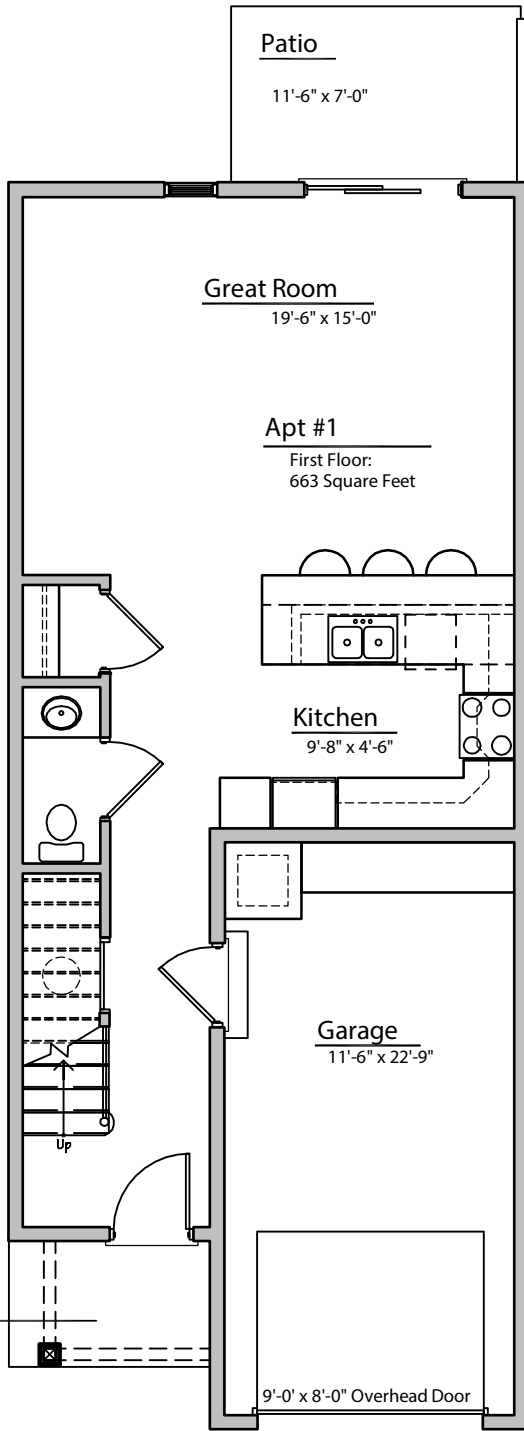 Patio
11'-6" x 7'-0"
Great Room
19'-6" x 15'-0"
Apt #1
First Floor:
663 Square Feet
Kitchen
9'-8" x 4'-6"
Garage
11'-6" x 22'-9"
Up
9'-0' x 8'-0" Overhead Door